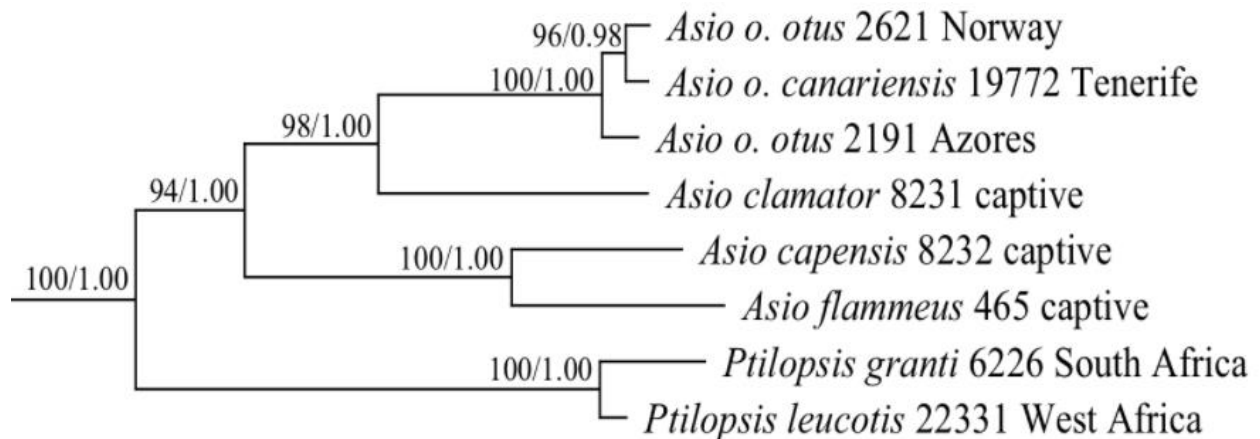 96/0.98
Asio o. otus 2621 Norway
100/1.00
Asio o. canariensis 19772 Tenerife
98/1.00
Asio o. otus 2191 Azores
94/1.00
Asio clamator 8231 captive
100/1.00
Asio capensis 8232 captive
100/1.00
Asio flammeus 465 captive
100/1.00
Ptilopsis granti 6226 South Africa
Ptilopsis leucotis 22331 West Africa